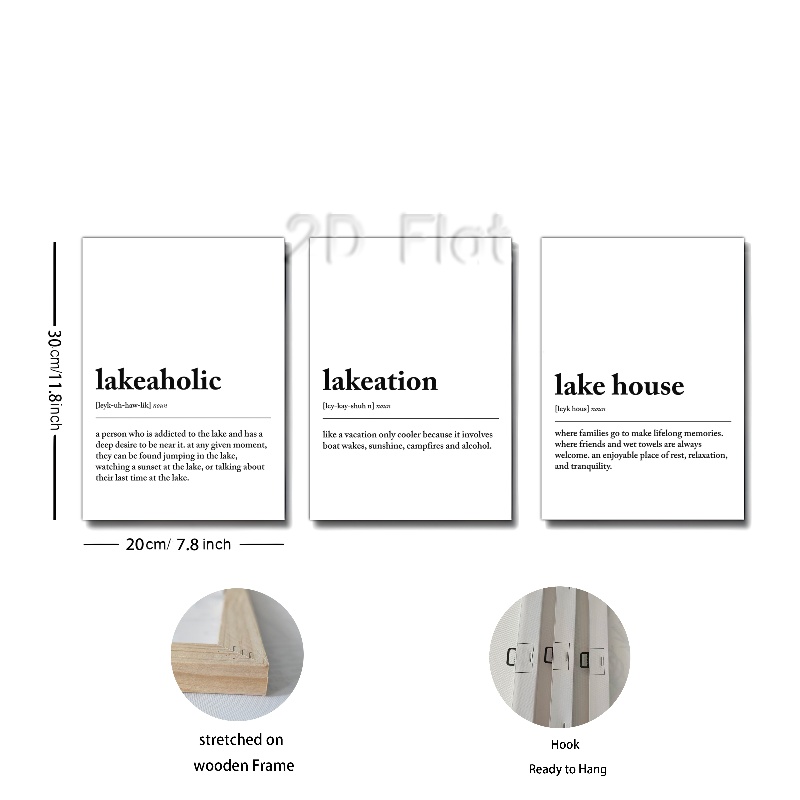 2D Flat
30cm/11.8inch
lakeaholic
[leyk-uh-haw-lik] noun
a person who is addicted to the lake and has a
deep desire to be near it. at any given moment,
they can be found jumping in the lake,
watching a sunset at the lake, or talking about
their last time at the lake.
lakeation
[ley-kay-shuh n] noun
like a vacation only cooler because it involves
boat wakes, sunshine, campfires and alcohol.
lake house
[leyk hous] noun
where families go to make lifelong memories.
where friends and wet towels are always
welcome. an enjoyable place of rest, relaxation,
and tranquility.
20cm/ 7.8 inch
stretched on
wooden Frame
Hook
Ready to Hang